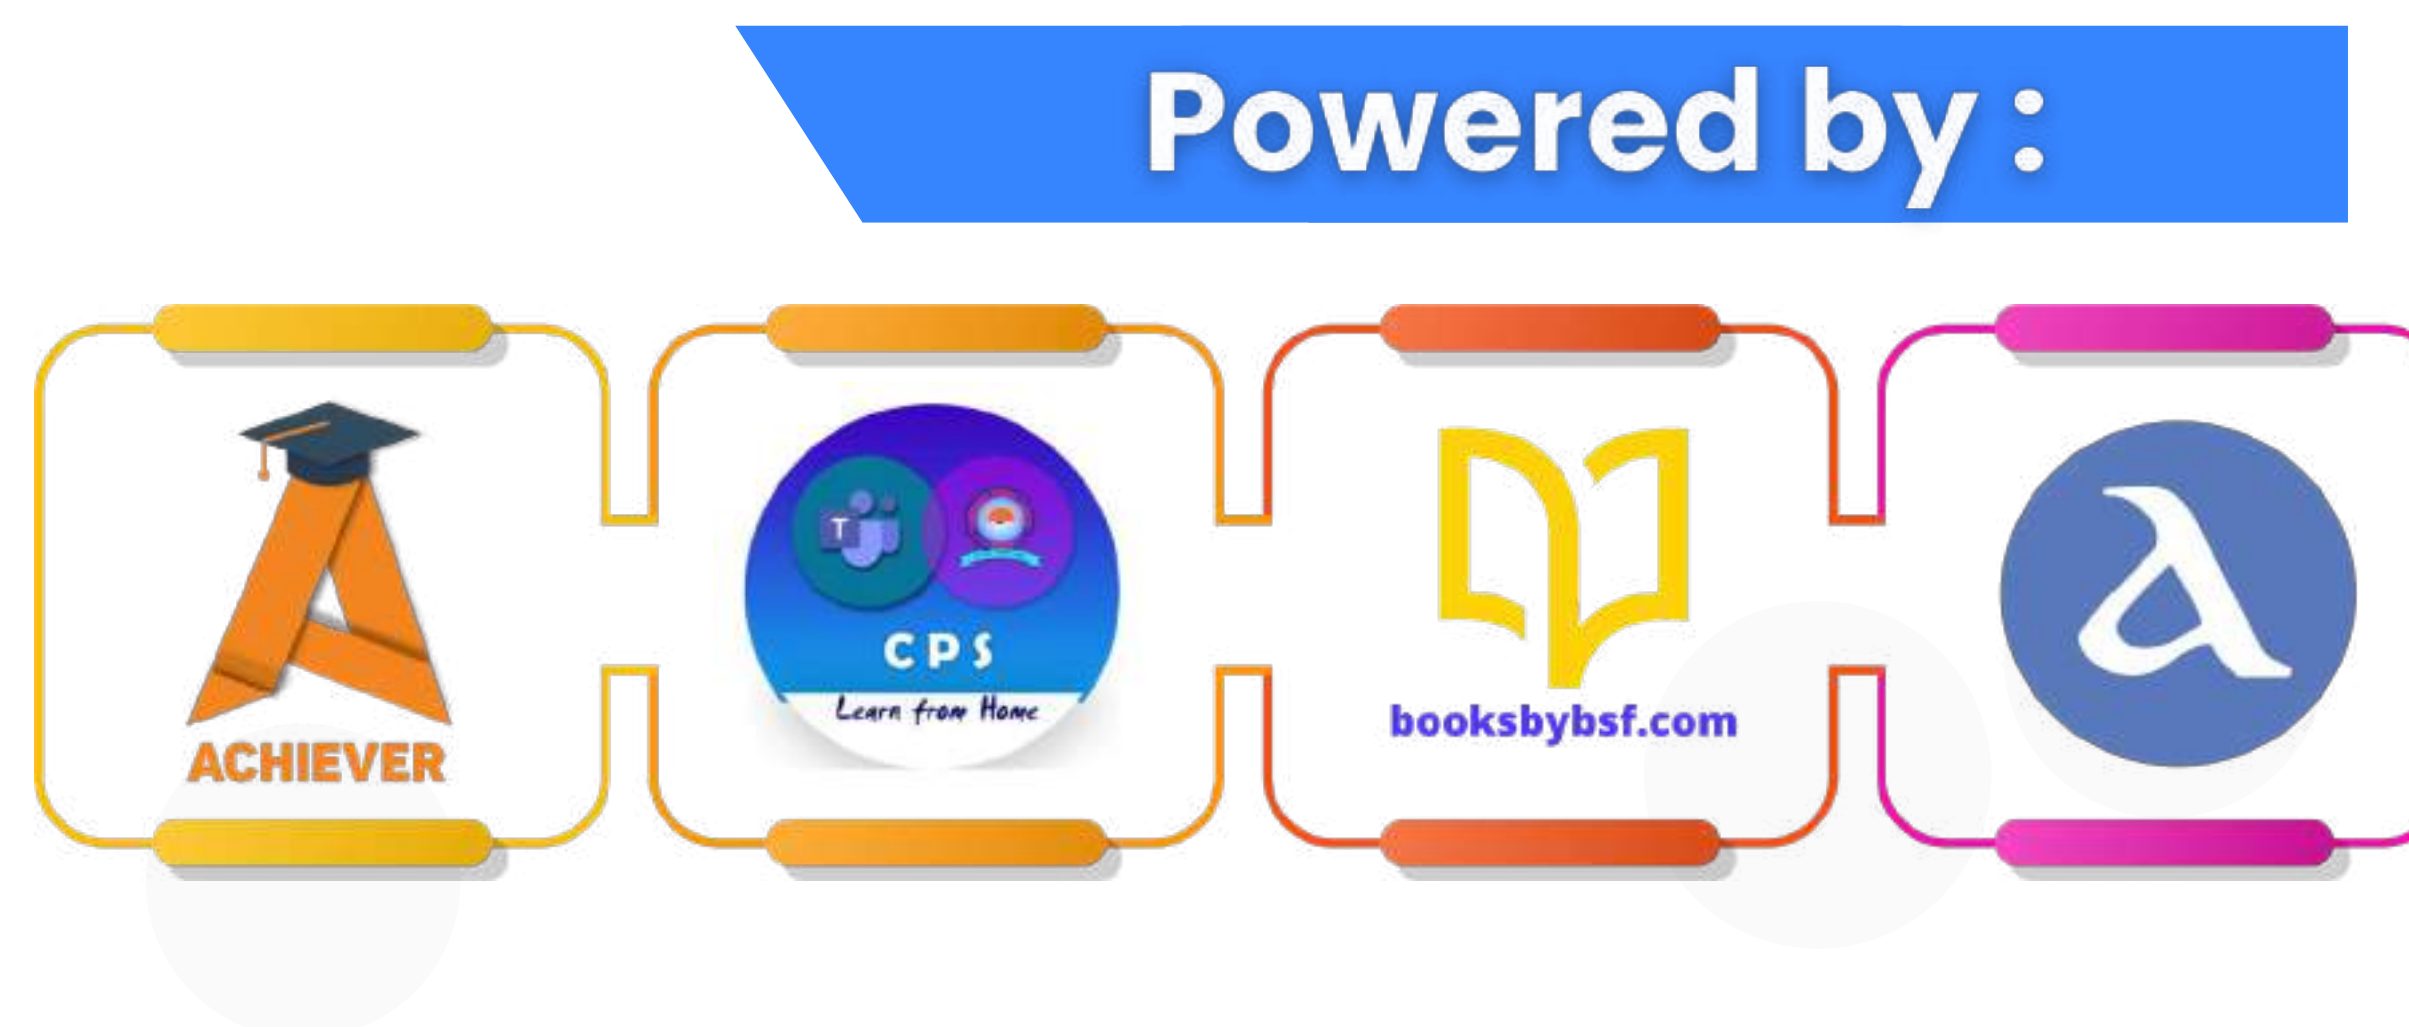 Powered by :
ACHIEVER
T
CPS
Learn from Home
booksbybsf.com
a